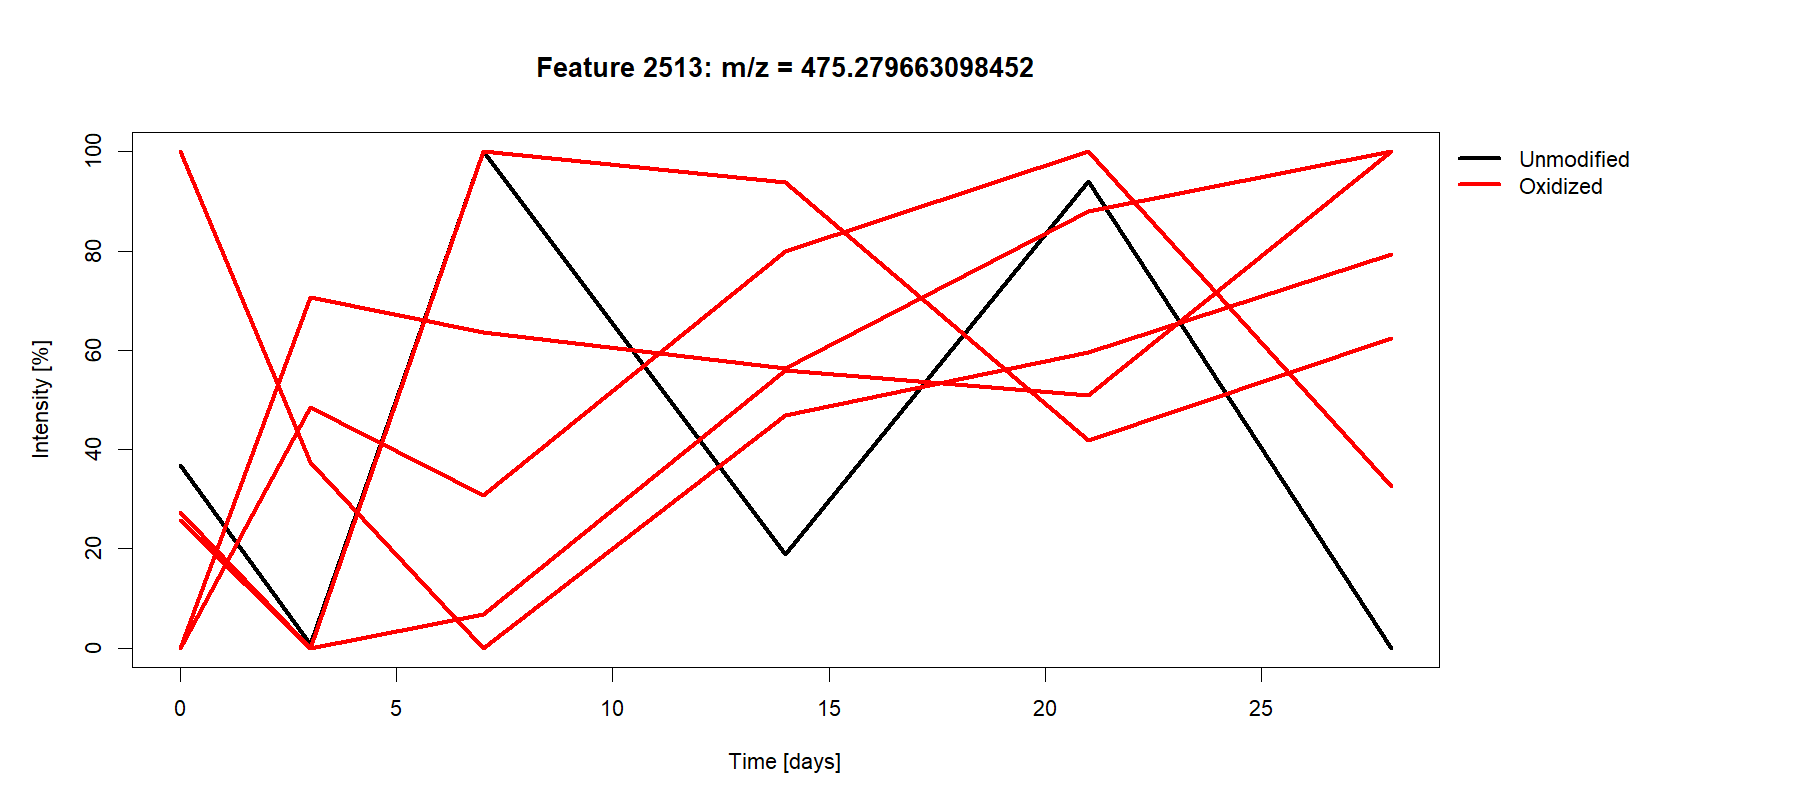 Feature 2513: m/z = 475.279663098452
Unmodified
Oxidized
Intensity [%]
100
80
60
40
20
0
0 5 10 15 20 25
Time [days]